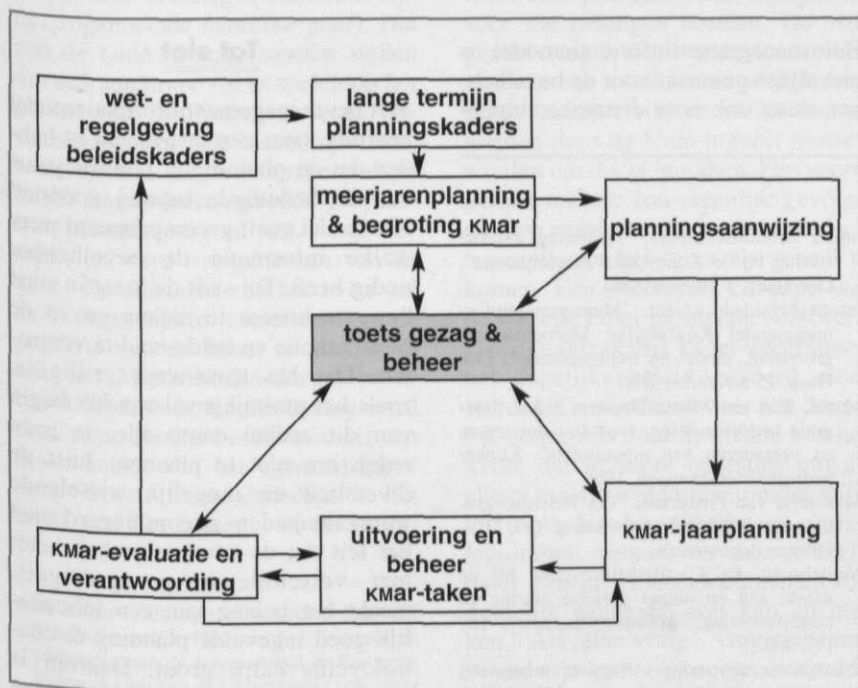 wet- en
regelgeving
beleidskaders
lange termijn
planningskaders
meerjarenplanning
& begroting KMar
planningsaanwijzing
toets gezag &
beheer
KMar-jaarplanning
KMar-evaluatie en
verantwoording
uitvoering en
beheer
KMar-taken